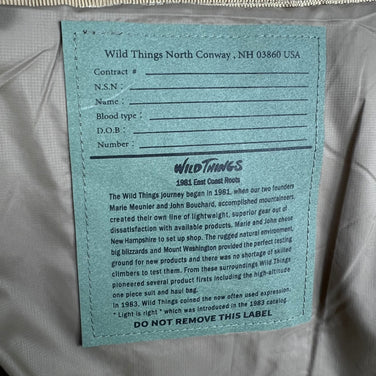 Wild Things North Conway , NH 03860 USA
Contract #
N.S.N :
Name :
Blood type :
D.O.B :
Number :
WILD THINGS
1981 East Coast Roots
The Wild Things journey began in 1981, when our two founders
Marie Meunier and John Bouchard, accomplished mountaineers
created their own line of lightweight, superior gear out of
dissatisfaction with available products. Marie and John chose
New Hampshire to set up shop. The rugged natural environment,
big blizzards and Mount Washington provided the perfect testing
ground for new products and there was no shortage of skilled
climbers to test them. From these surroundings Wild Things
pioneered several product firsts including the high-altitude
one piece suit and haul bag.
In 1983, Wild Things coined the now often used expression,
" Light is right " which was introduced in the 1983 catalog.
DO NOT REMOVE THIS LABEL